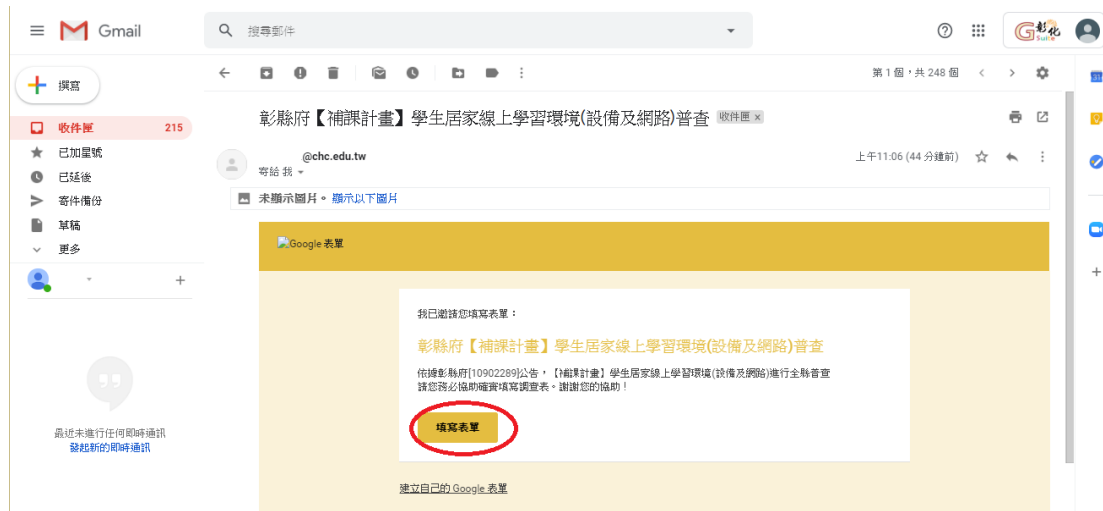 Gmail
搜尋郵件
G Suite 彰化
撰寫
第 1 個，共 248 個
31
收件匣 215
已加星號
已延後
寄件備份
草稿
更多
彰縣府【補課計畫】學生居家線上學習環境(設備及網路)普查 收件匣 x
@chc.edu.tw
上午11:06 (44 分鐘前)
寄給 我
未顯示圖片。 顯示以下圖片
Google 表單
我已邀請您填寫表單：
彰縣府【補課計畫】學生居家線上學習環境(設備及網路)普查
依據彰縣府[10902289]公告，【補課計畫】學生居家線上學習環境(設備及網路)進行全縣普查
請您務必協助確實填寫調查表。謝謝您的協助！
填寫表單
建立自己的 Google 表單
最近未進行任何即時通訊
發起新的即時通訊